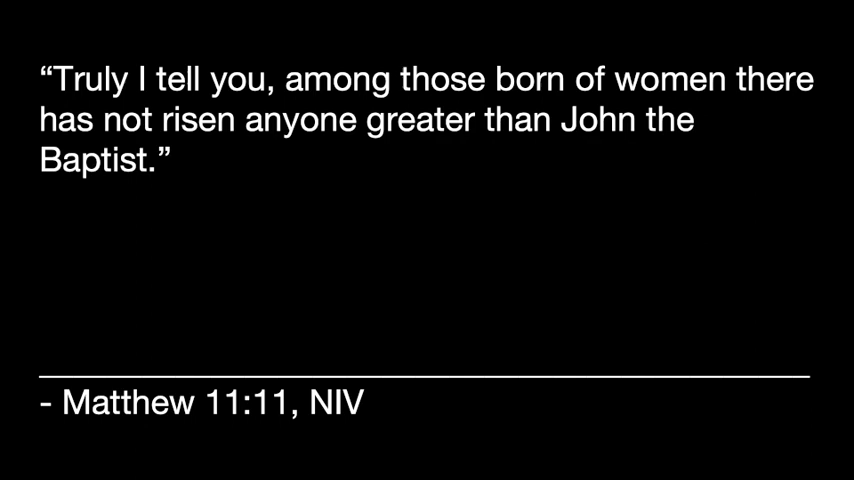 “Truly I tell you, among those born of women there
has not risen anyone greater than John the
Baptist.”
- Matthew 11:11, NIV